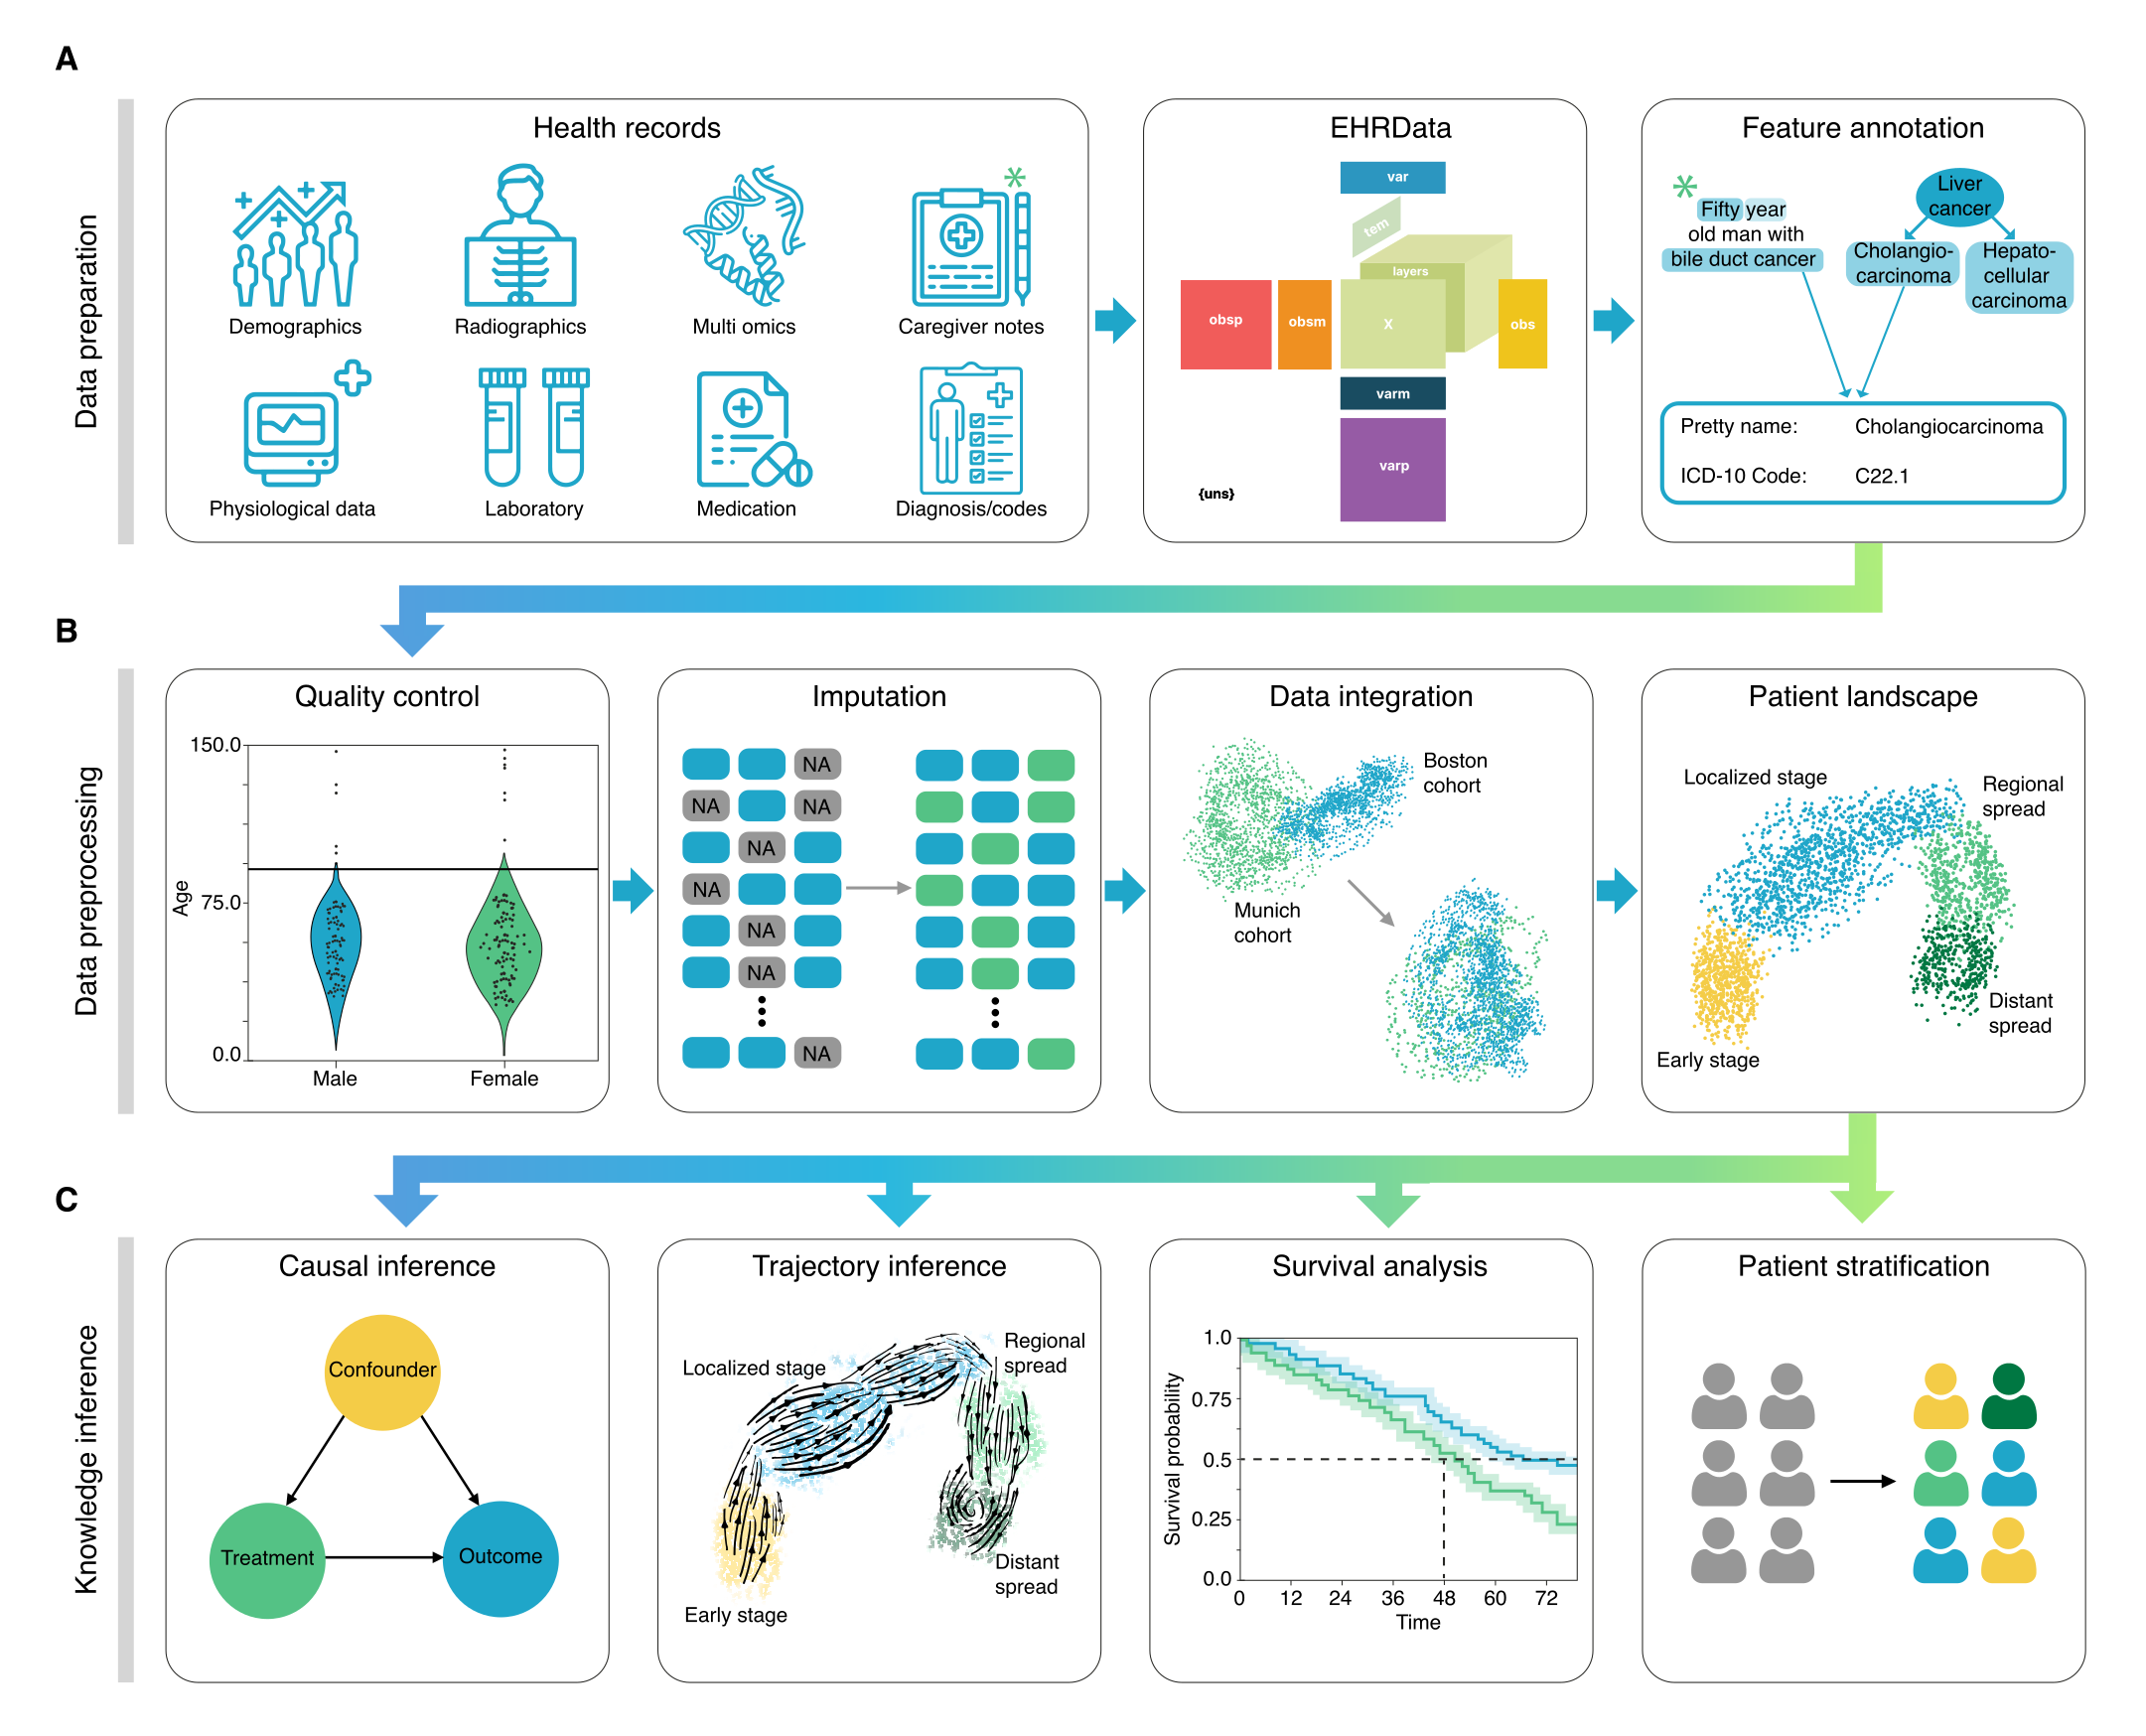 A
Data preparation
Health records
Demographics
Radiographics
Multi omics
*
Caregiver notes
Physiological data
Laboratory
Medication
Diagnosis/codes
EHRData
var
tem
layers
obsp
obsm
X
obs
varm
varp
{uns}
Feature annotation
*
Fifty year
old man with
bile duct cancer
Liver
cancer
Cholangio-
carcinoma
Hepato-
cellular
carcinoma
Pretty name: Cholangiocarcinoma
ICD-10 Code: C22.1
B
Data preprocessing
Quality control
150.0
75.0
0.0
Age
Male
Female
Imputation
NA
NA NA
NA
NA
NA
NA
NA
Data integration
Boston
cohort
Munich
cohort
Patient landscape
Localized stage
Regional
spread
Distant
spread
Early stage
C
Knowledge inference
Causal inference
Confounder
Treatment
Outcome
Trajectory inference
Localized stage
Regional
spread
Distant
spread
Early stage
Survival analysis
Survival probability
1.0
0.75
0.5
0.25
0.0
0 12 24 36 48 60 72
Time
Patient stratification